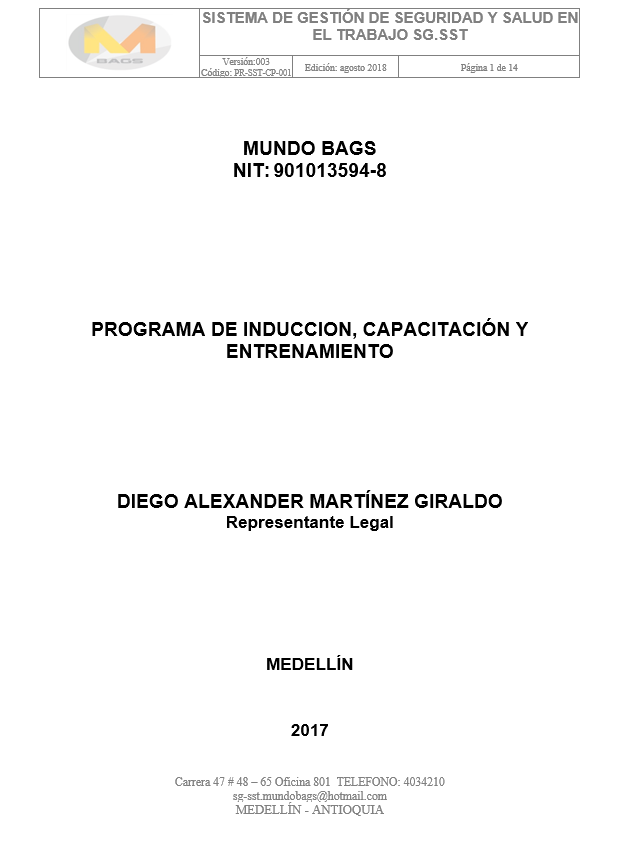 M
BAGS
SISTEMA DE GESTIÓN DE SEGURIDAD Y SALUD EN
EL TRABAJO SG.SST
Versión:003
Código: PR-SST-CP-001
Edición: agosto 2018
Página 1 de 14
MUNDO BAGS
NIT: 901013594-8
PROGRAMA DE INDUCCION, CAPACITACIÓN Y
ENTRENAMIENTO
DIEGO ALEXANDER MARTÍNEZ GIRALDO
Representante Legal
MEDELLÍN
2017
Carrera 47 # 48 – 65 Oficina 801 TELEFONO: 4034210
sg-sst.mundobags@hotmail.com
MEDELLÍN - ANTIOQUIA